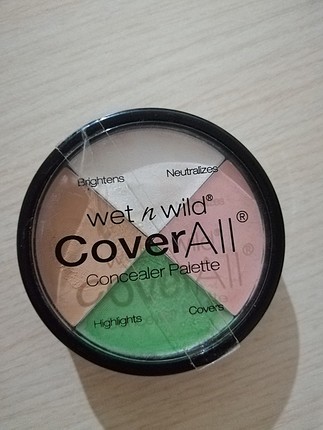 Brightens Neutralizes
wet n wild®
CoverAll®
Concealer Palette
Highlights Covers